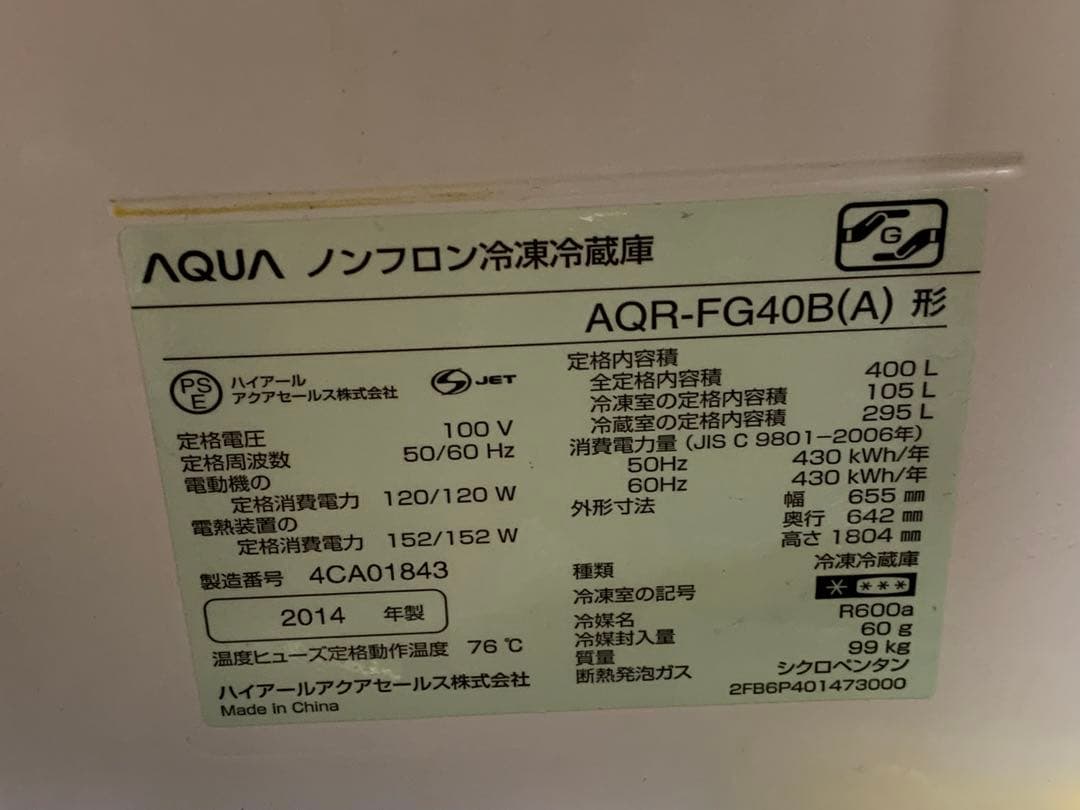 AQUA ノンフロン冷凍冷蔵庫
G
AQR-FG40B(A) 形
PS
E
ハイアール
アクアセールス株式会社
JET
定格電圧 100 V
定格周波数 50/60 Hz
電動機の
定格消費電力 120/120 W
電熱装置の
定格消費電力 152/152 W
製造番号 4CA01843
2014 年製
温度ヒューズ定格動作温度 76 ℃
ハイアールアクアセールス株式会社
Made in China
定格内容積
全定格内容積 400 L
冷凍室の定格内容積 105 L
冷蔵室の定格内容積 295 L
消費電力量 (JIS C 9801−2006年)
50Hz 430 kWh/年
60Hz 430 kWh/年
外形寸法 幅 655 ㎜
奥行 642 ㎜
高さ 1804 ㎜
種類 冷凍冷蔵庫
冷凍室の記号 * ***
冷媒名 R600a
冷媒封入量 60 g
質量 99 kg
断熱発泡ガス シクロペンタン
2FB6P401473000